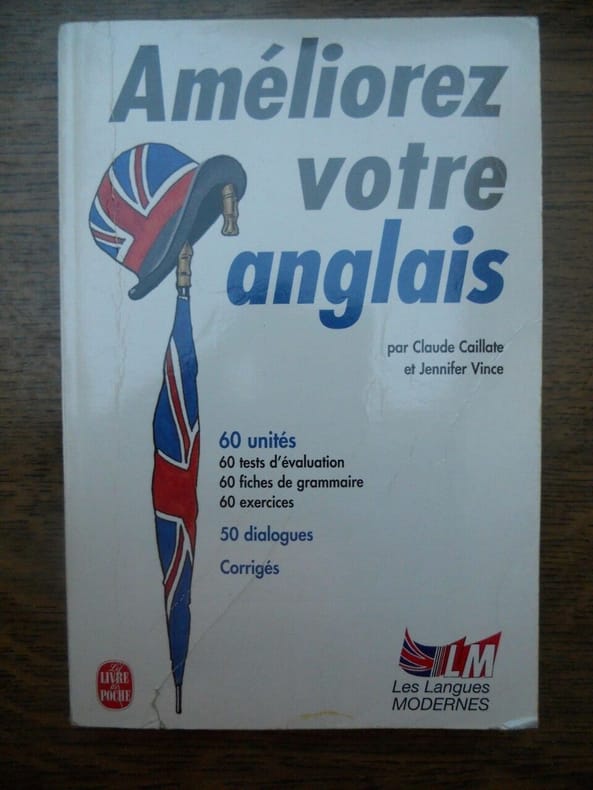 Améliorez
votre
anglais
par Claude Caillate
et Jennifer Vince
60 unités
60 tests d'évaluation
60 fiches de grammaire
60 exercices
50 dialogues
Corrigés
Le
LIVRE
de
POCHE
LM
Les Langues
MODERNES